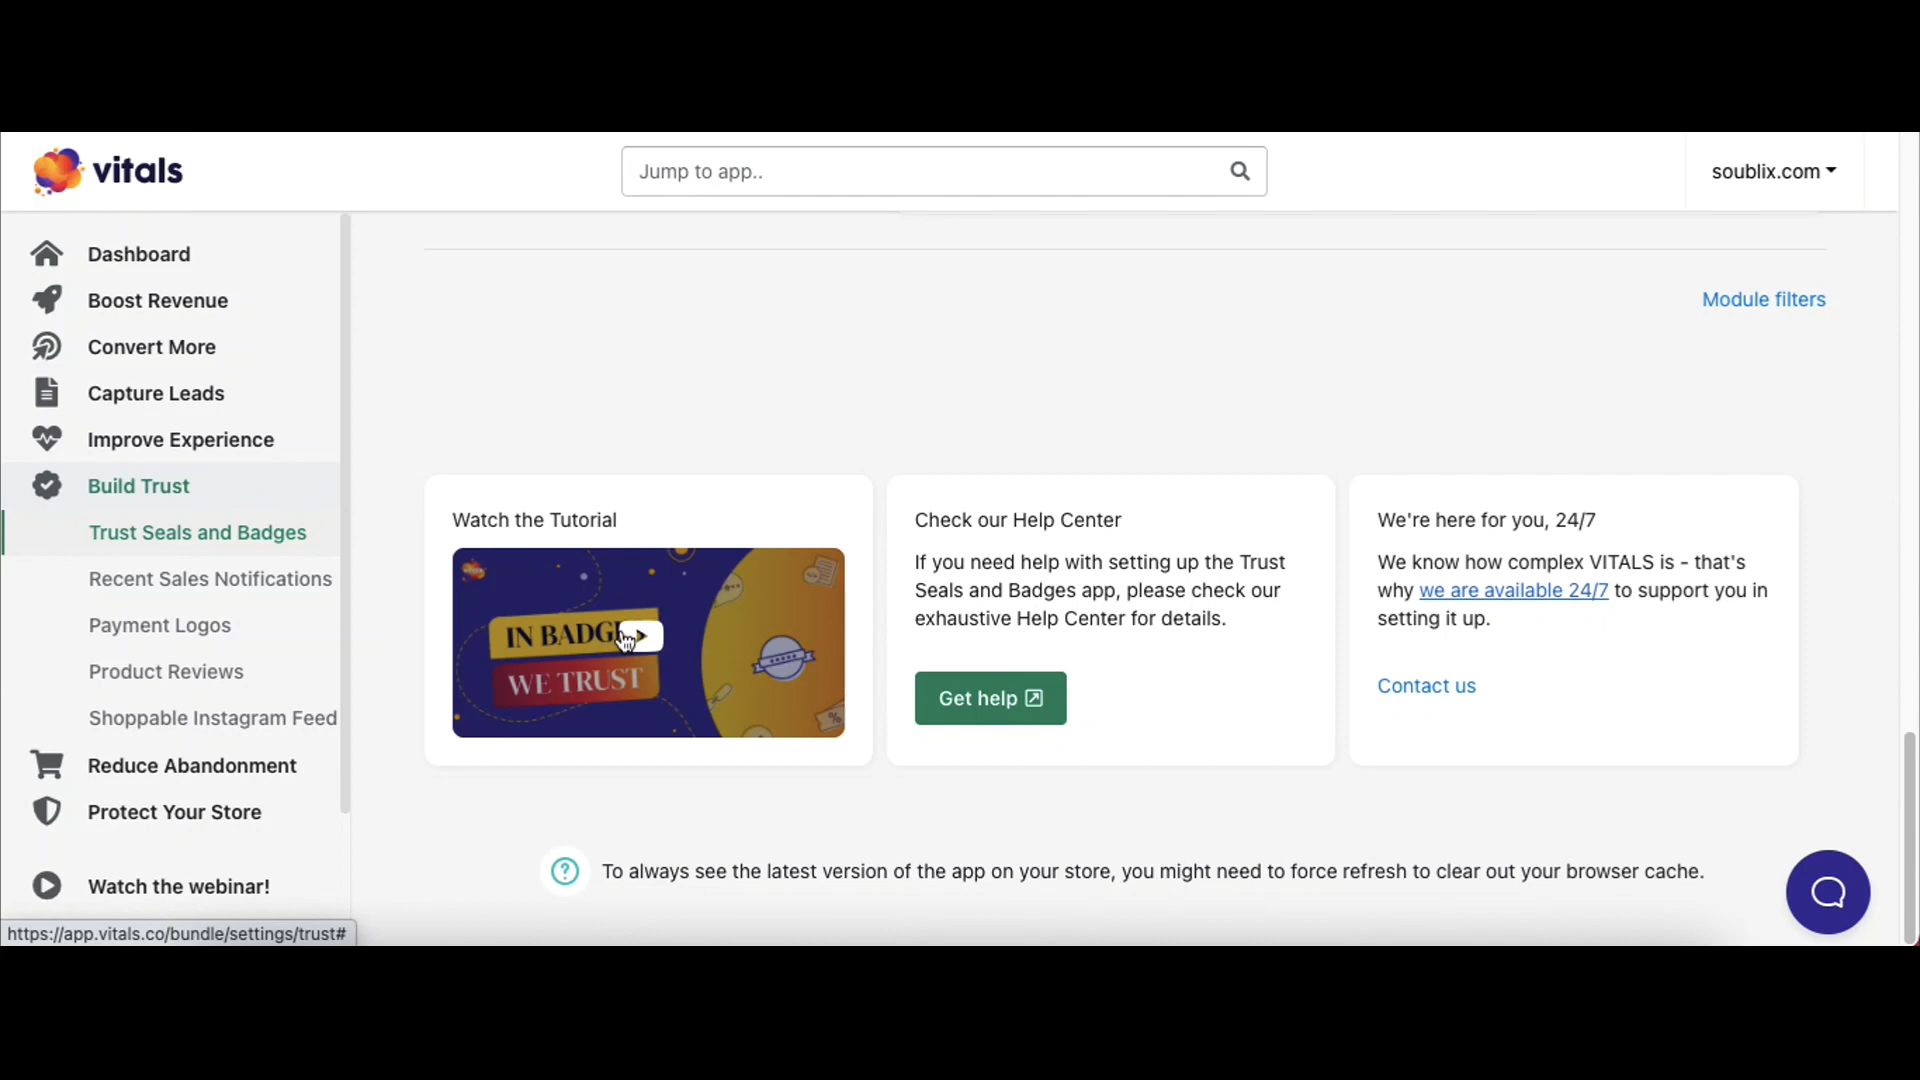 vitals
Jump to app..
soublix.com
Dashboard
Boost Revenue
Convert More
Capture Leads
Improve Experience
Build Trust
Trust Seals and Badges
Recent Sales Notifications
Payment Logos
Product Reviews
Shoppable Instagram Feed
Reduce Abandonment
Protect Your Store
Watch the webinar!
https://app.vitals.co/bundle/settings/trust#
Module filters
Watch the Tutorial
IN BADG
WE TRUST
Check our Help Center
If you need help with setting up the Trust
Seals and Badges app, please check our
exhaustive Help Center for details.
Get help
We're here for you, 24/7
We know how complex VITALS is - that's
why we are available 24/7 to support you in
setting it up.
Contact us
To always see the latest version of the app on your store, you might need to force refresh to clear out your browser cache.